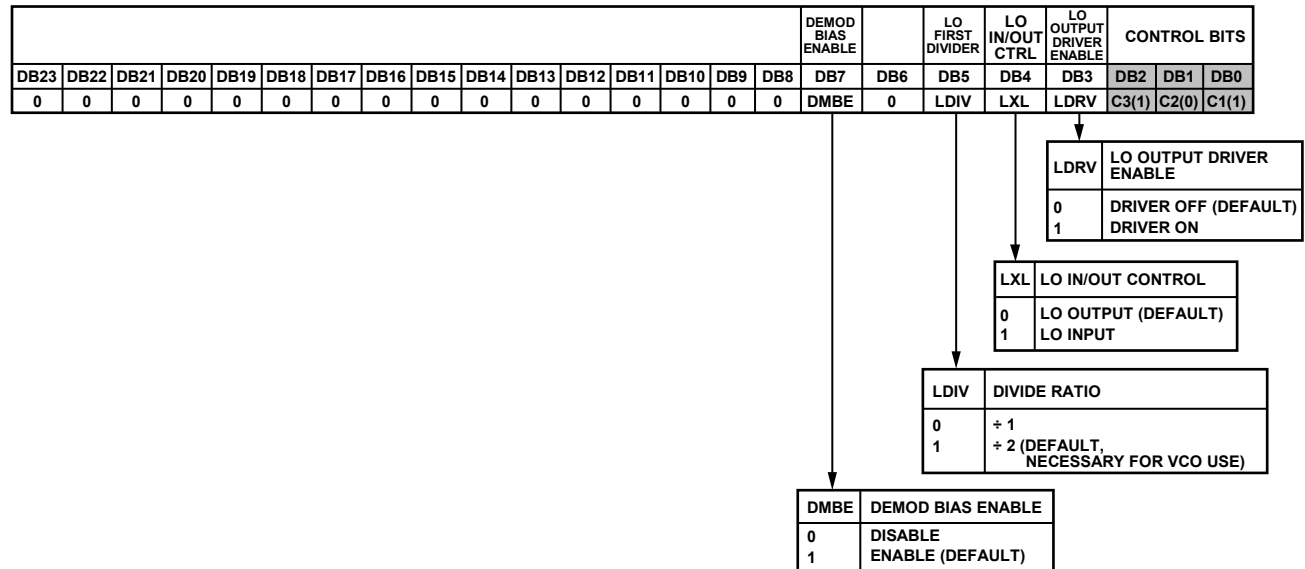 DEMOD BIAS ENABLE LO FIRST DIVIDER LO IN/OUT CTRL LO OUTPUT DRIVER ENABLE CONTROL BITS
DB23 DB22 DB21 DB20 DB19 DB18 DB17 DB16 DB15 DB14 DB13 DB12 DB11 DB10 DB9 DB8 DB7 DB6 DB5 DB4 DB3 DB2 DB1 DB0
0 0 0 0 0 0 0 0 0 0 0 0 0 0 0 0 DMBE 0 LDIV LXL LDRV C3(1) C2(0) C1(1)
LDRV LO OUTPUT DRIVER
ENABLE
0 DRIVER OFF (DEFAULT)
1 DRIVER ON
LXL LO IN/OUT CONTROL
0 LO OUTPUT (DEFAULT)
1 LO INPUT
LDIV DIVIDE RATIO
0 ÷ 1
1 ÷ 2 (DEFAULT,
NECESSARY FOR VCO USE)
DMBE DEMOD BIAS ENABLE
0 DISABLE
1 ENABLE (DEFAULT)